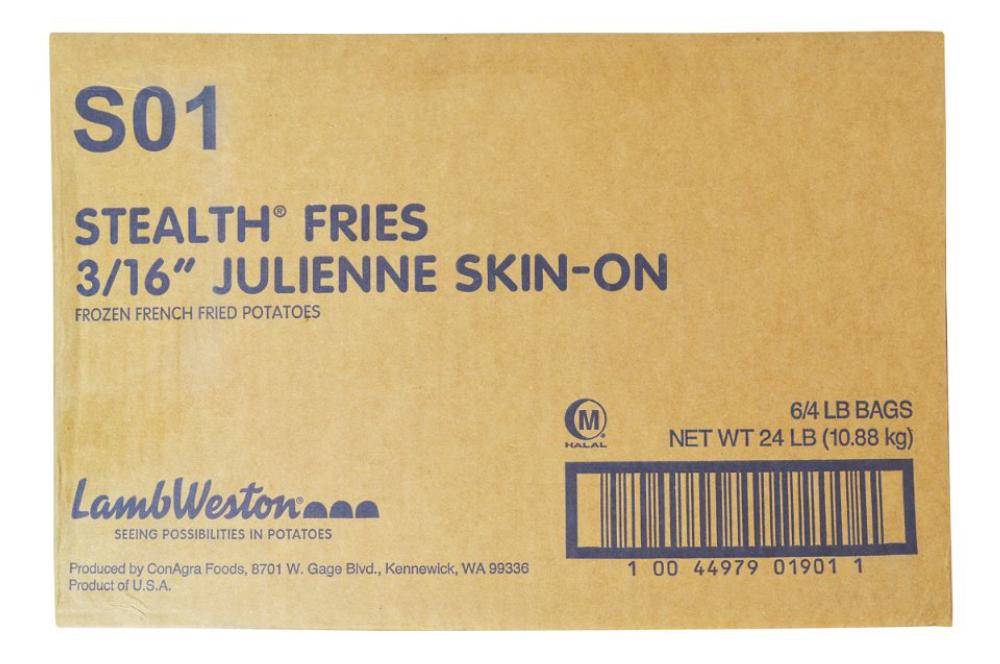 S01
STEALTH® FRIES
3/16" JULIENNE SKIN-ON
FROZEN FRENCH FRIED POTATOES
M
HALAL
6/4 LB BAGS
NET WT 24 LB (10.88 kg)
LambWeston®
SEEING POSSIBILITIES IN POTATOES
Produced by ConAgra Foods, 8701 W. Gage Blvd., Kennewick, WA 99336
Product of U.S.A.
1 00 44979 01901 1